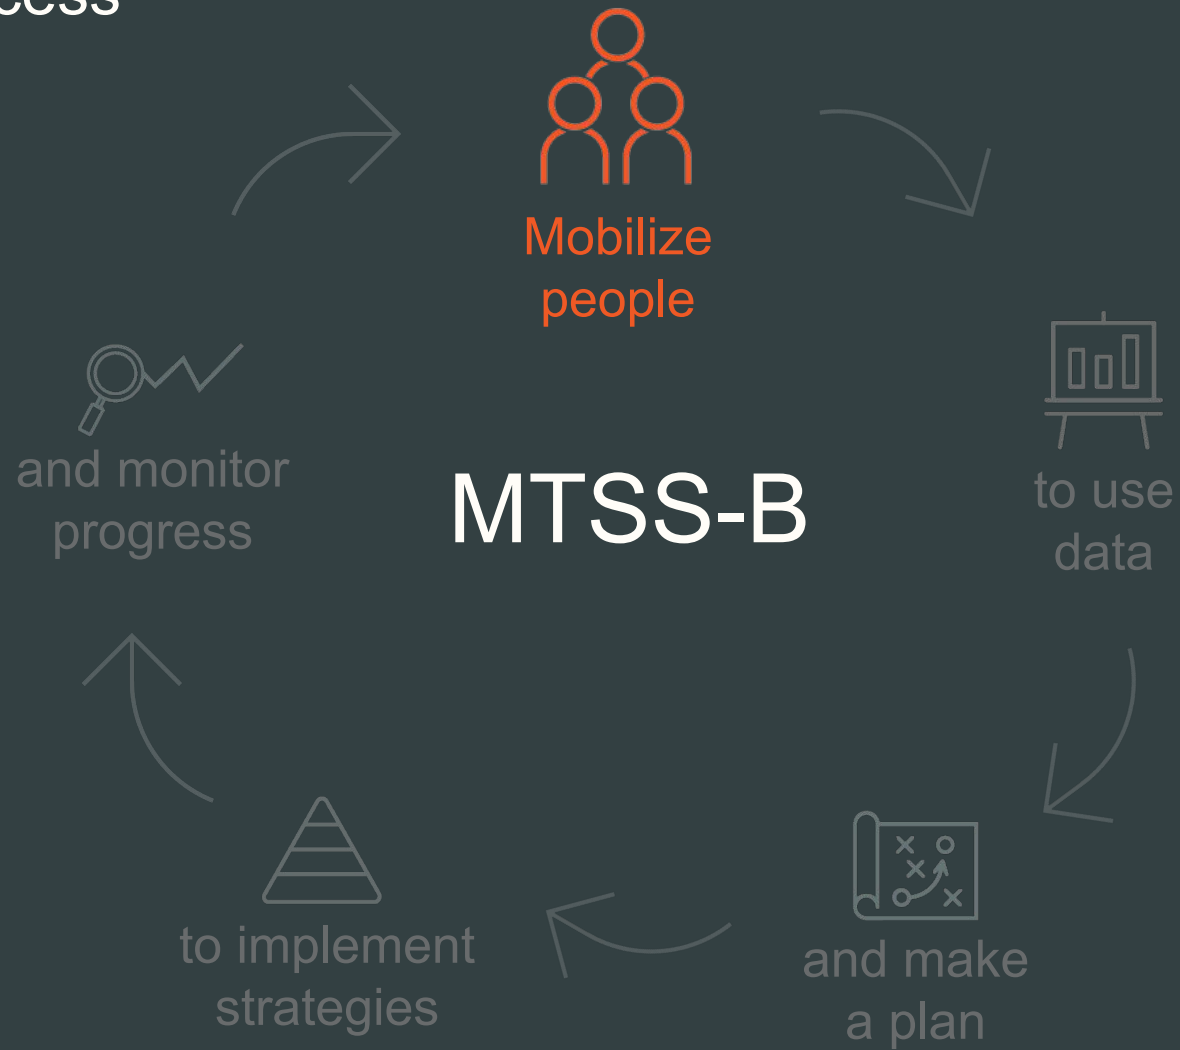 Mobilize
people
to use
data
and make
a plan
to implement
strategies
and monitor
progress
MTSS-B